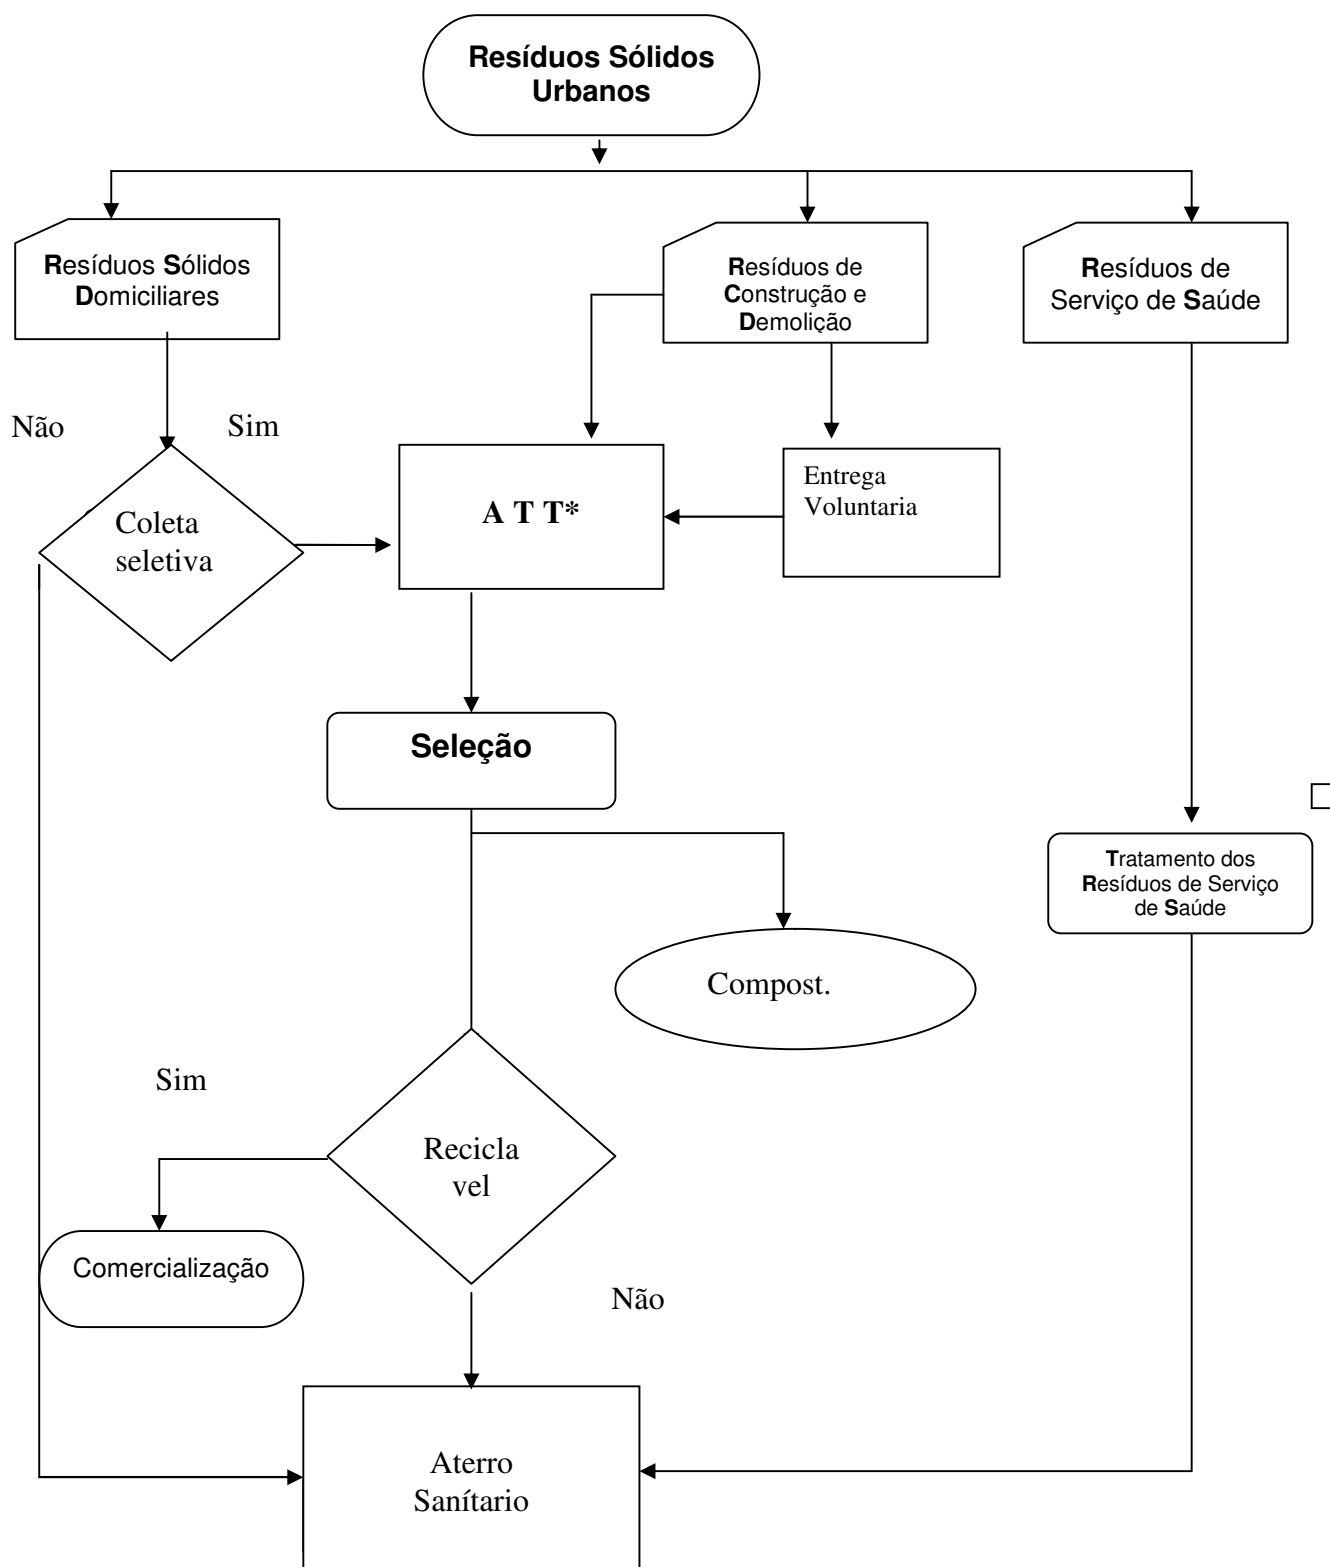 Resíduos Sólidos
Urbanos
Resíduos Sólidos
Domiciliares
Resíduos de
Construção e
Demolição
Resíduos de
Serviço de Saúde
Não
Sim
Coleta
seletiva
A T T*
Entrega
Voluntaria
Seleção
Tratamento dos
Resíduos de Serviço
de Saúde
Compost.
Sim
Recicla
vel
Comercialização
Não
Aterro
Sanítario